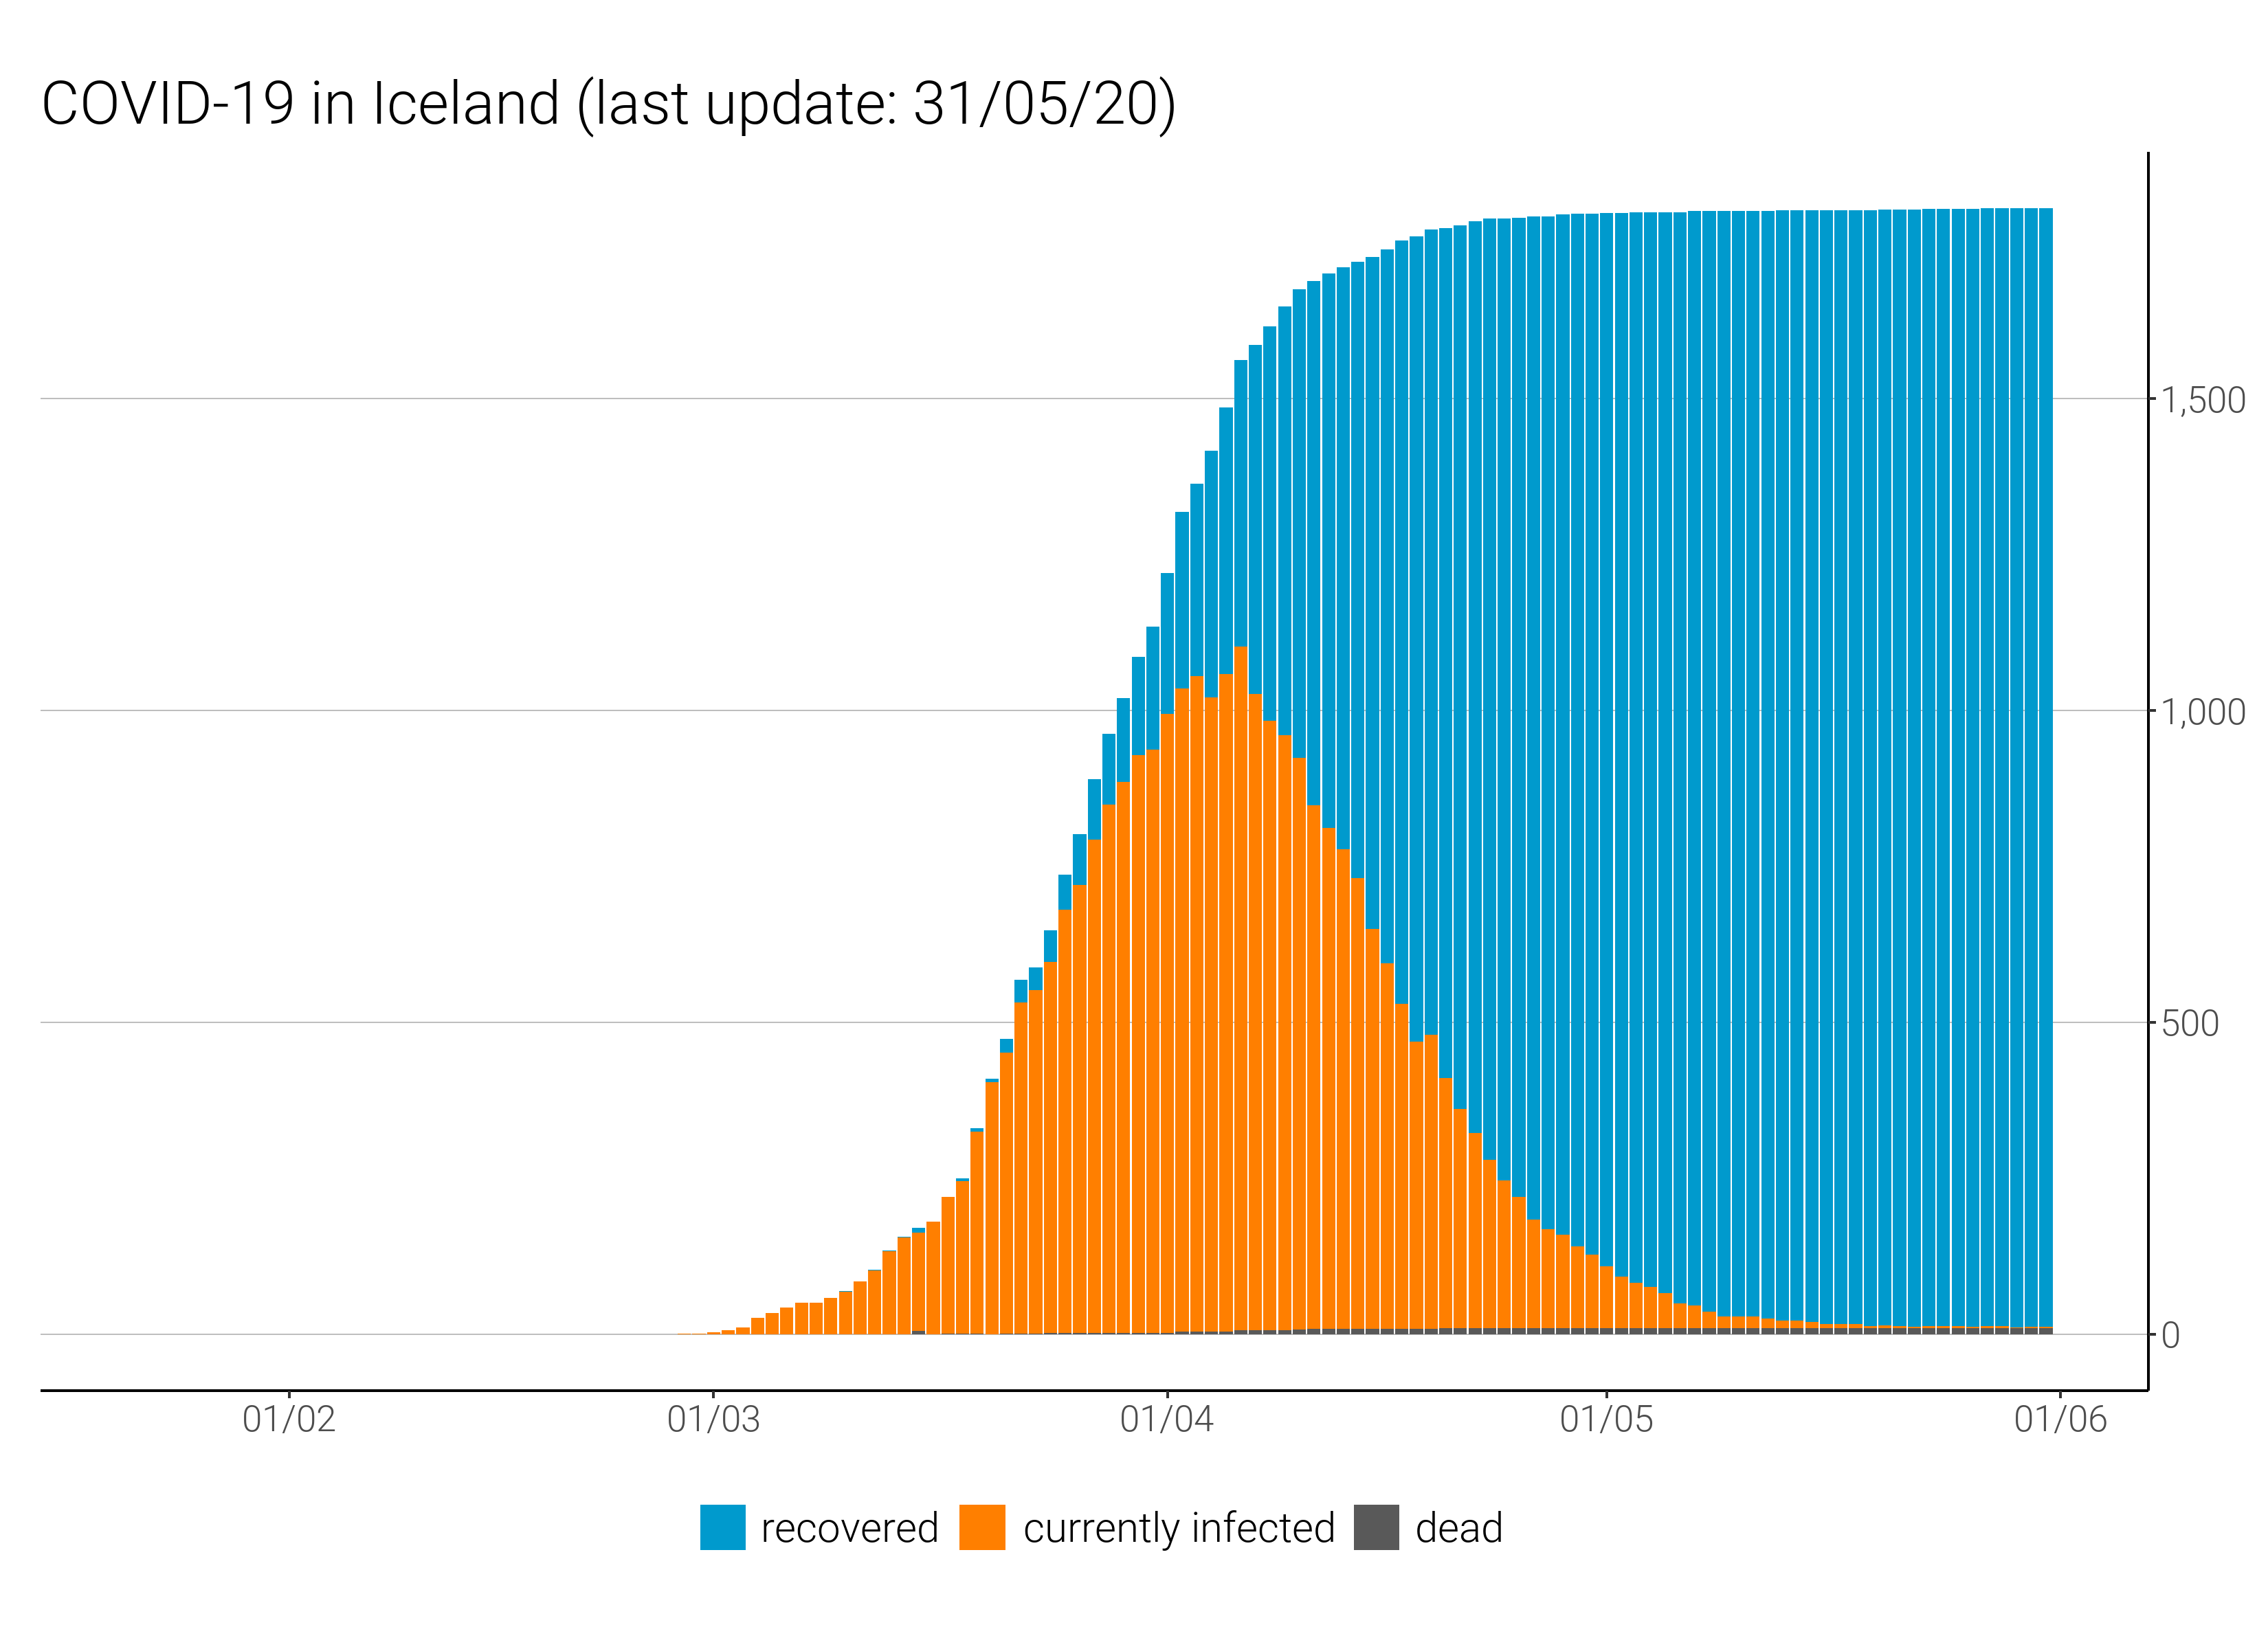 COVID-19 in Iceland (last update: 31/05/20)
1,500
1,000
500
0
01/02 01/03 01/04 01/05 01/06
recovered currently infected dead